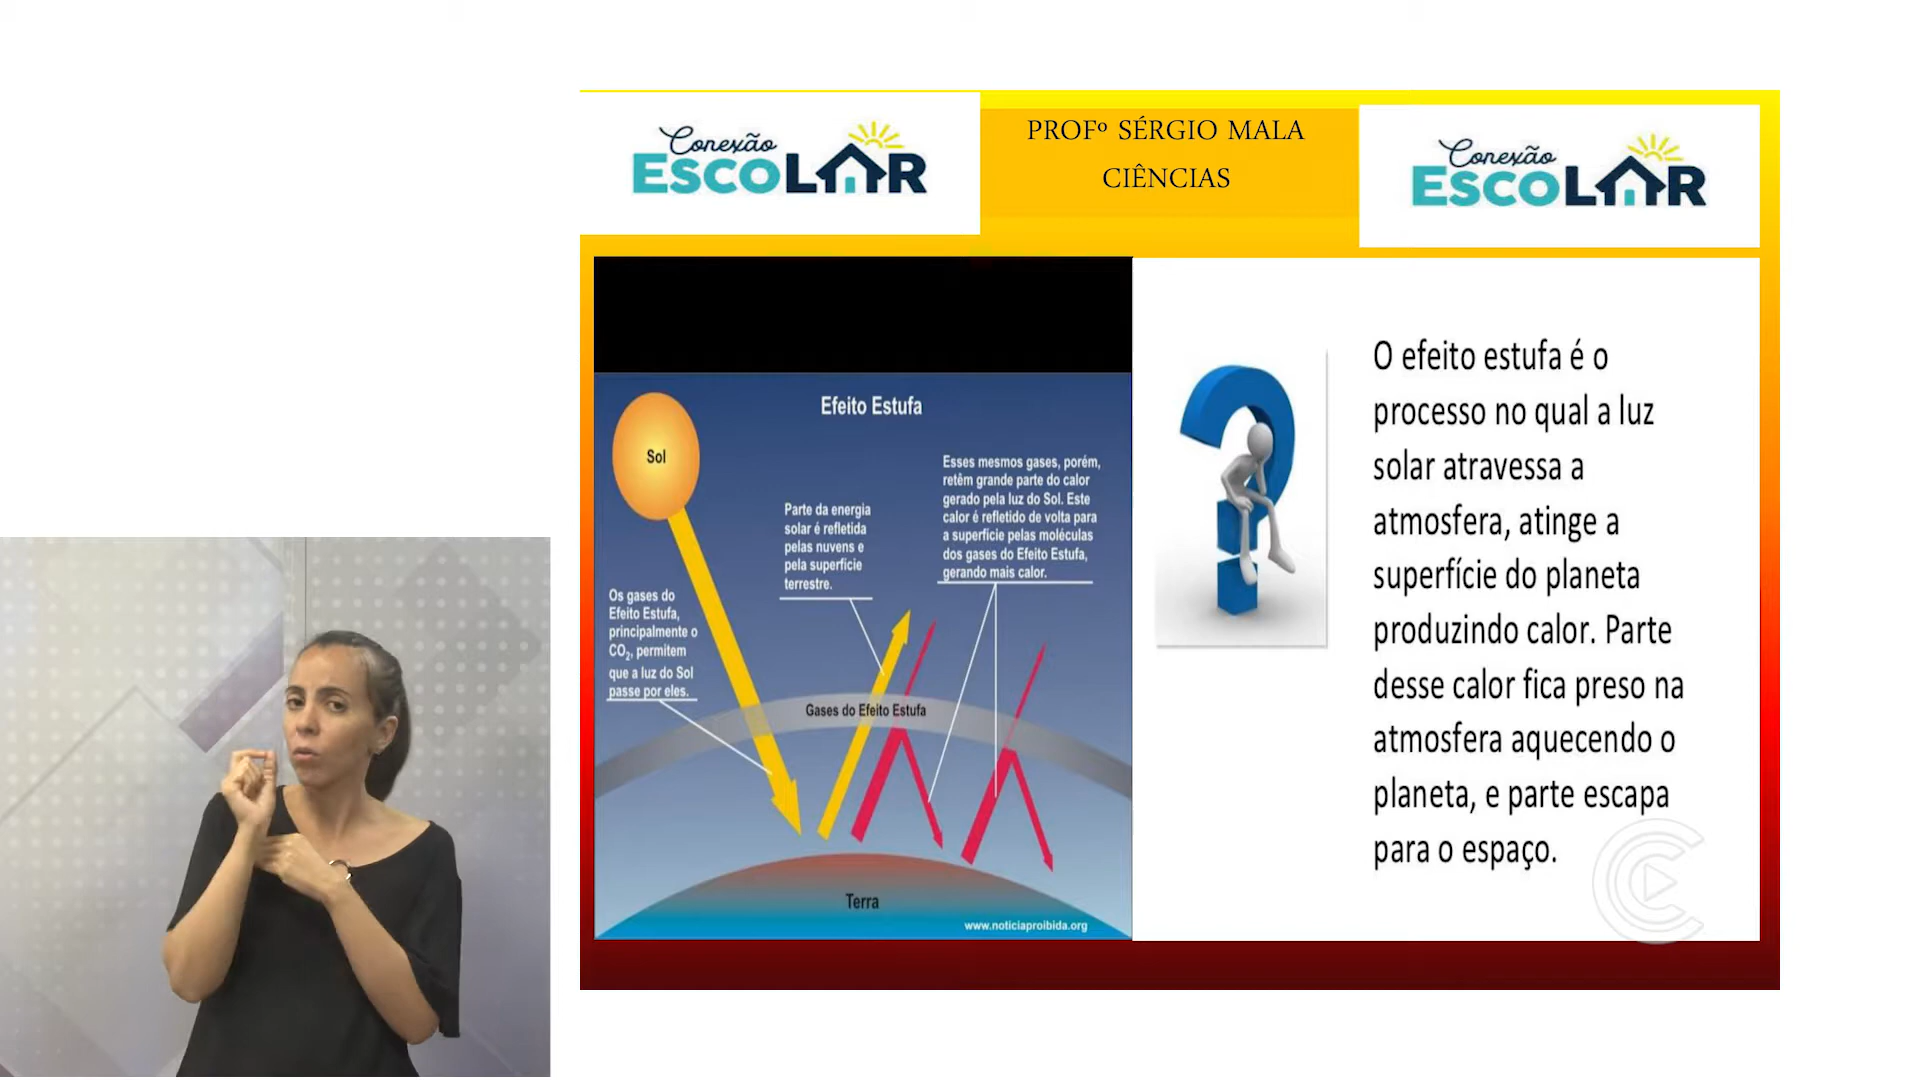 Conexão
ESCOLAR
PROFº SÉRGIO MALA
CIÊNCIAS
Conexão
ESCOLAR
Efeito Estufa
Sol
Os gases do
Efeito Estufa,
principalmente o
CO₂, permitem
que a luz do Sol
passe por eles.
Parte da energia
solar é refletida
pelas nuvens e
pela superfície
terrestre.
Esses mesmos gases, porém,
retêm grande parte do calor
gerado pela luz do Sol. Este
calor é refletido de volta para
a superfície pelas moléculas
dos gases do Efeito Estufa,
gerando mais calor.
Gases do Efeito Estufa
Terra
www.noticiaproibida.org
O efeito estufa é o
processo no qual a luz
solar atravessa a
atmosfera, atinge a
superfície do planeta
produzindo calor. Parte
desse calor fica preso na
atmosfera aquecendo o
planeta, e parte escapa
para o espaço.